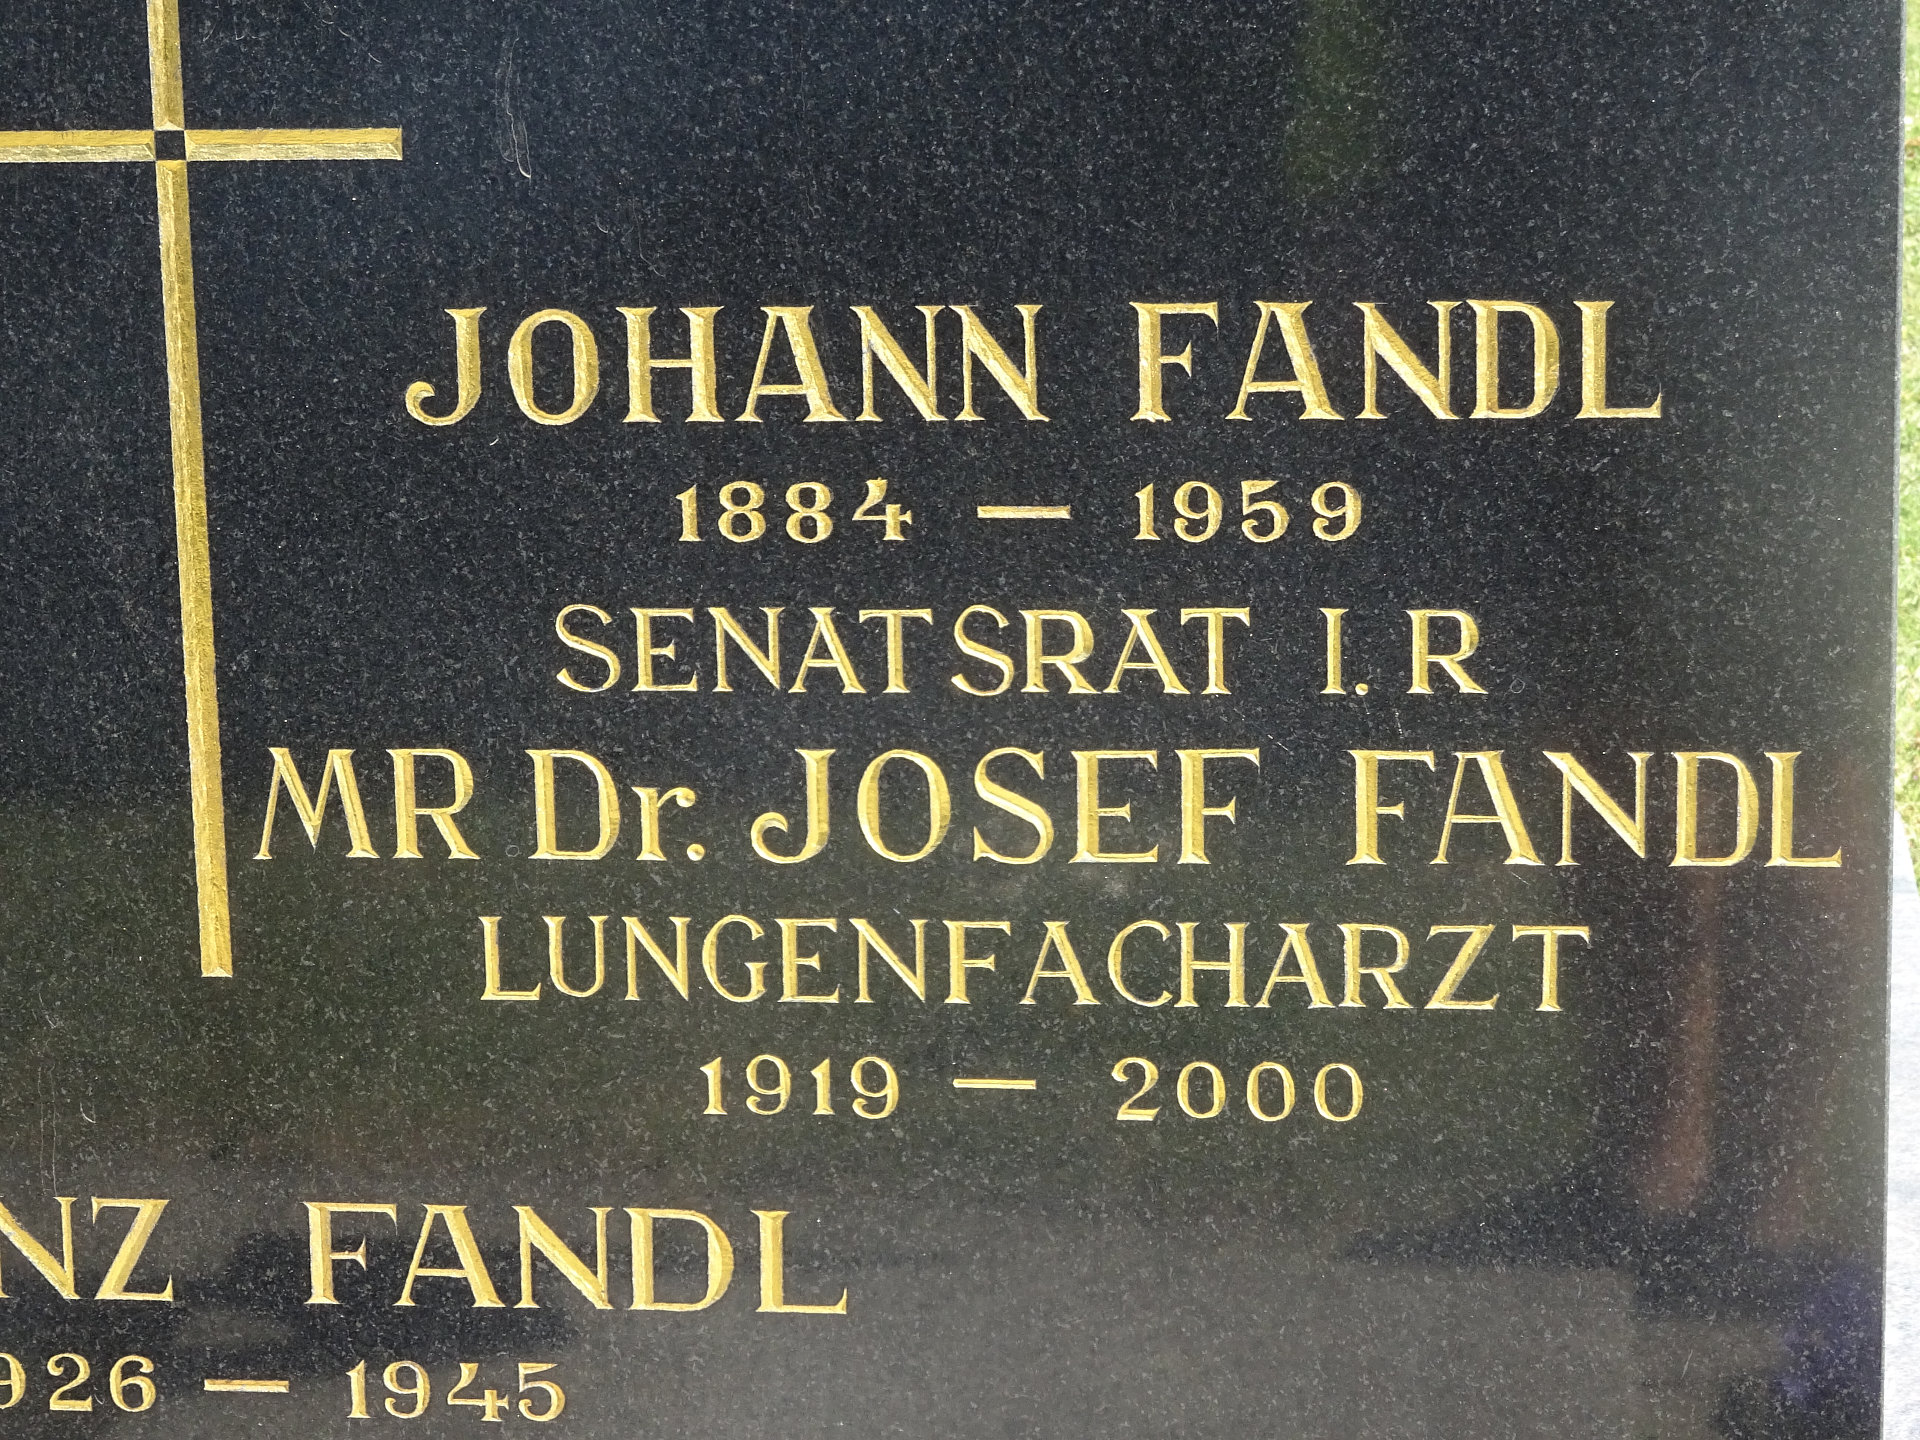 JOHANN FANDL
1884 — 1959
SENATSRAT I.R
MR Dr. JOSEF FANDL
LUNGENFACHARZT
1919 — 2000
NZ FANDL
926 — 1945